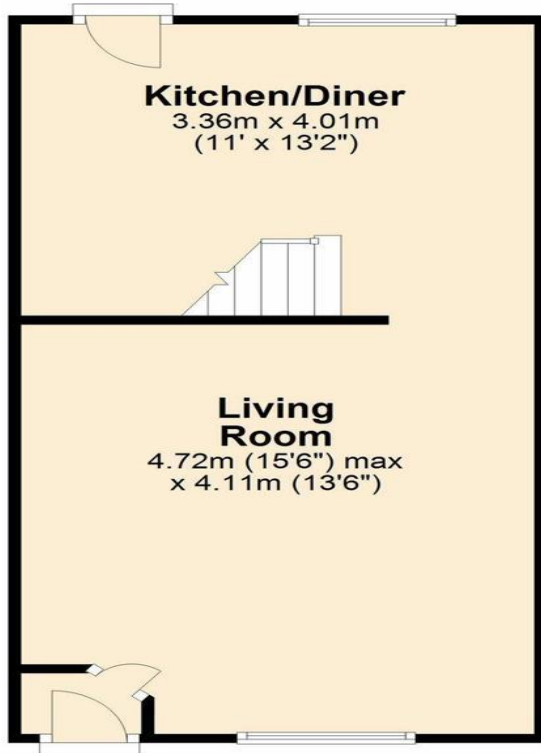 Kitchen/Diner
3.36m x 4.01m
(11' x 13'2")
Living
Room
4.72m (15'6") max
x 4.11m (13'6")